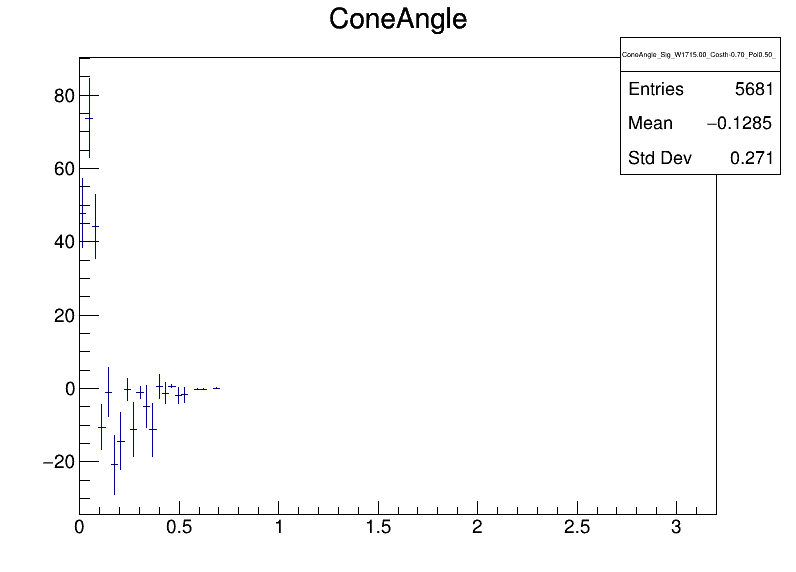 ConeAngle
ConeAngle_Sig_W1715.00_Costh-0.70_Pol0.50_
Entries 5681
Mean −0.1285
Std Dev 0.271
80
60
40
20
0
−20
0 0.5 1 1.5 2 2.5 3